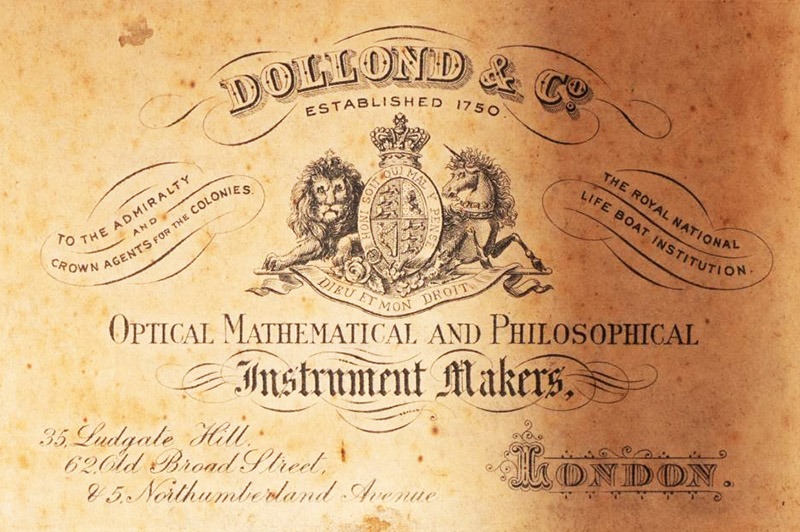 DOLLOND & Co.
ESTABLISHED 1750.
TO THE ADMIRALTY
AND
CROWN AGENTS FOR THE COLONIES.
THE ROYAL NATIONAL
LIFE BOAT INSTITUTION.
HONI SOIT QUI MAL Y PENSE
DIEU ET MON DROIT
OPTICAL MATHEMATICAL AND PHILOSOPHICAL
Instrument Makers,
35, Ludgate Hill,
62, Old Broad Street,
& 5, Northumberland Avenue
LONDON.